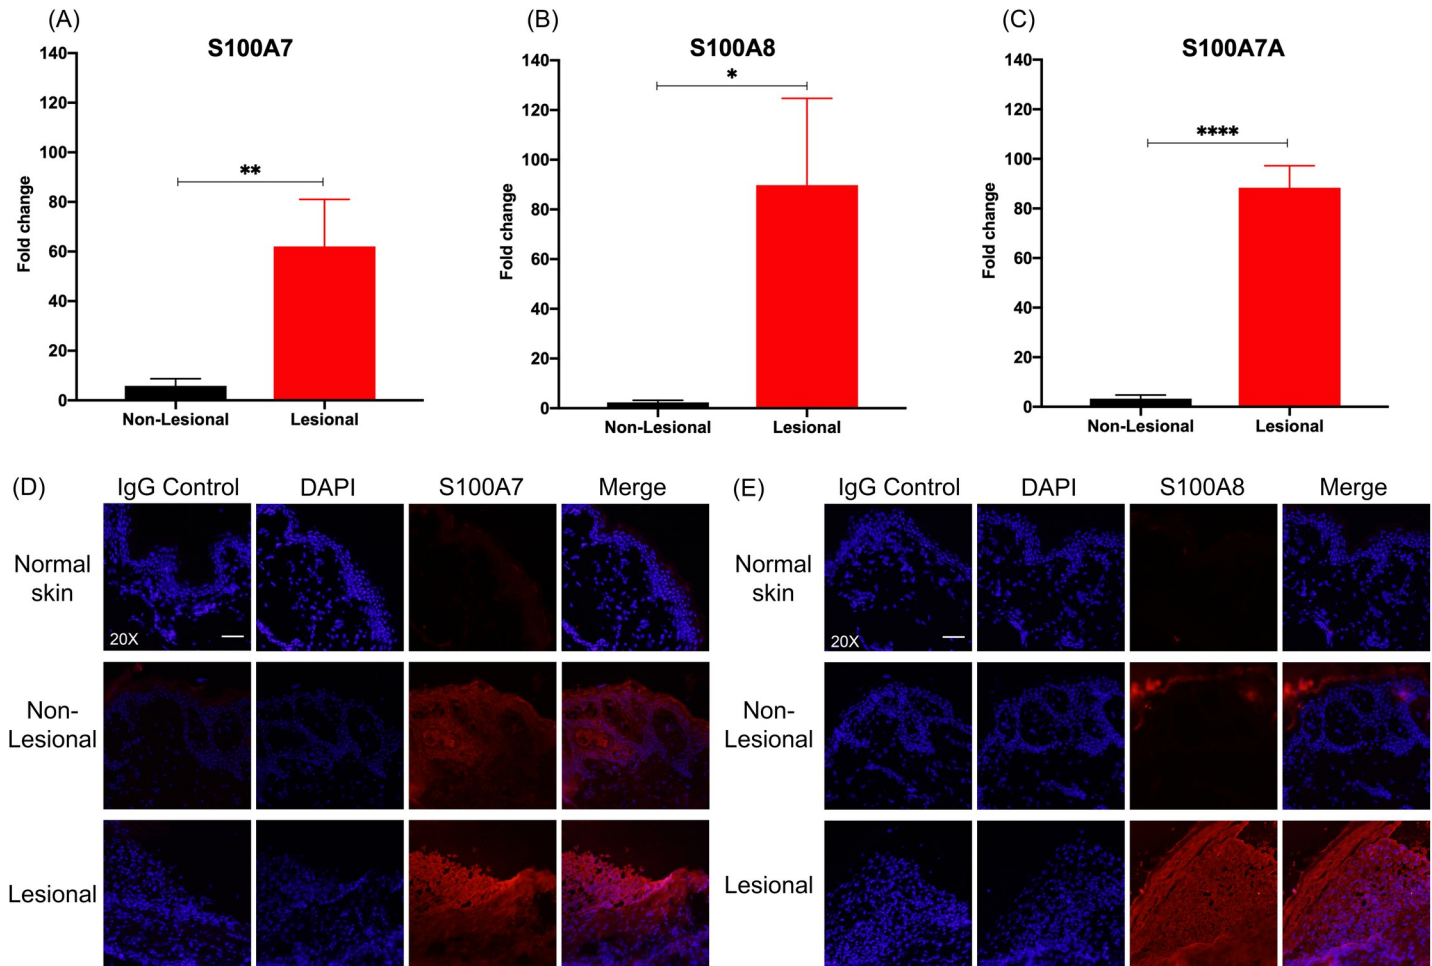 (A)
S100A7
Fold change
140
120
100
80
60
40
20
0
**
Non-Lesional
Lesional
(B)
S100A8
Fold change
140
120
100
80
60
40
20
0
*
Non-Lesional
Lesional
(C)
S100A7A
Fold change
140
120
100
80
60
40
20
0
****
Non-Lesional
Lesional
(D)
IgG Control
DAPI
S100A7
Merge
Normal
skin
20X
Non-
Lesional
Lesional
(E)
IgG Control
DAPI
S100A8
Merge
Normal
skin
20X
Non-
Lesional
Lesional